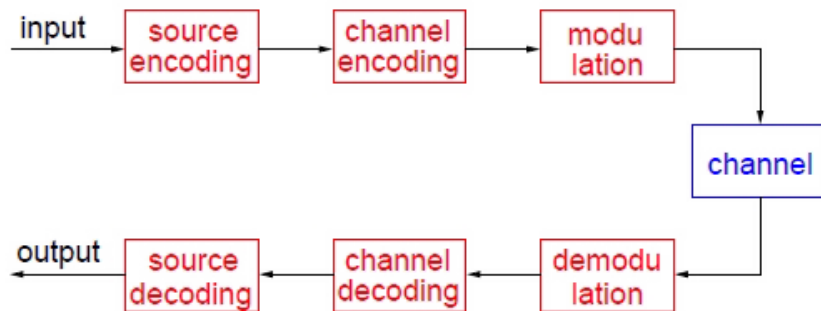 input
source
encoding
channel
encoding
modu
lation
channel
output
source
decoding
channel
decoding
demodu
lation